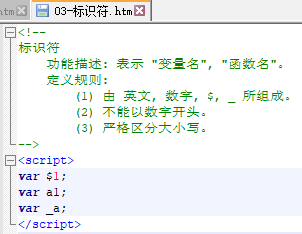 htm
03-标识符.htm
<!--
标识符
功能描述: 表示 "变量名", "函数名"。
定义规则:
(1) 由 英文, 数字, $, _ 所组成。
(2) 不能以数字开头。
(3) 严格区分大小写。
-->
<script>
var $1;
var a1;
var _a;
</script>